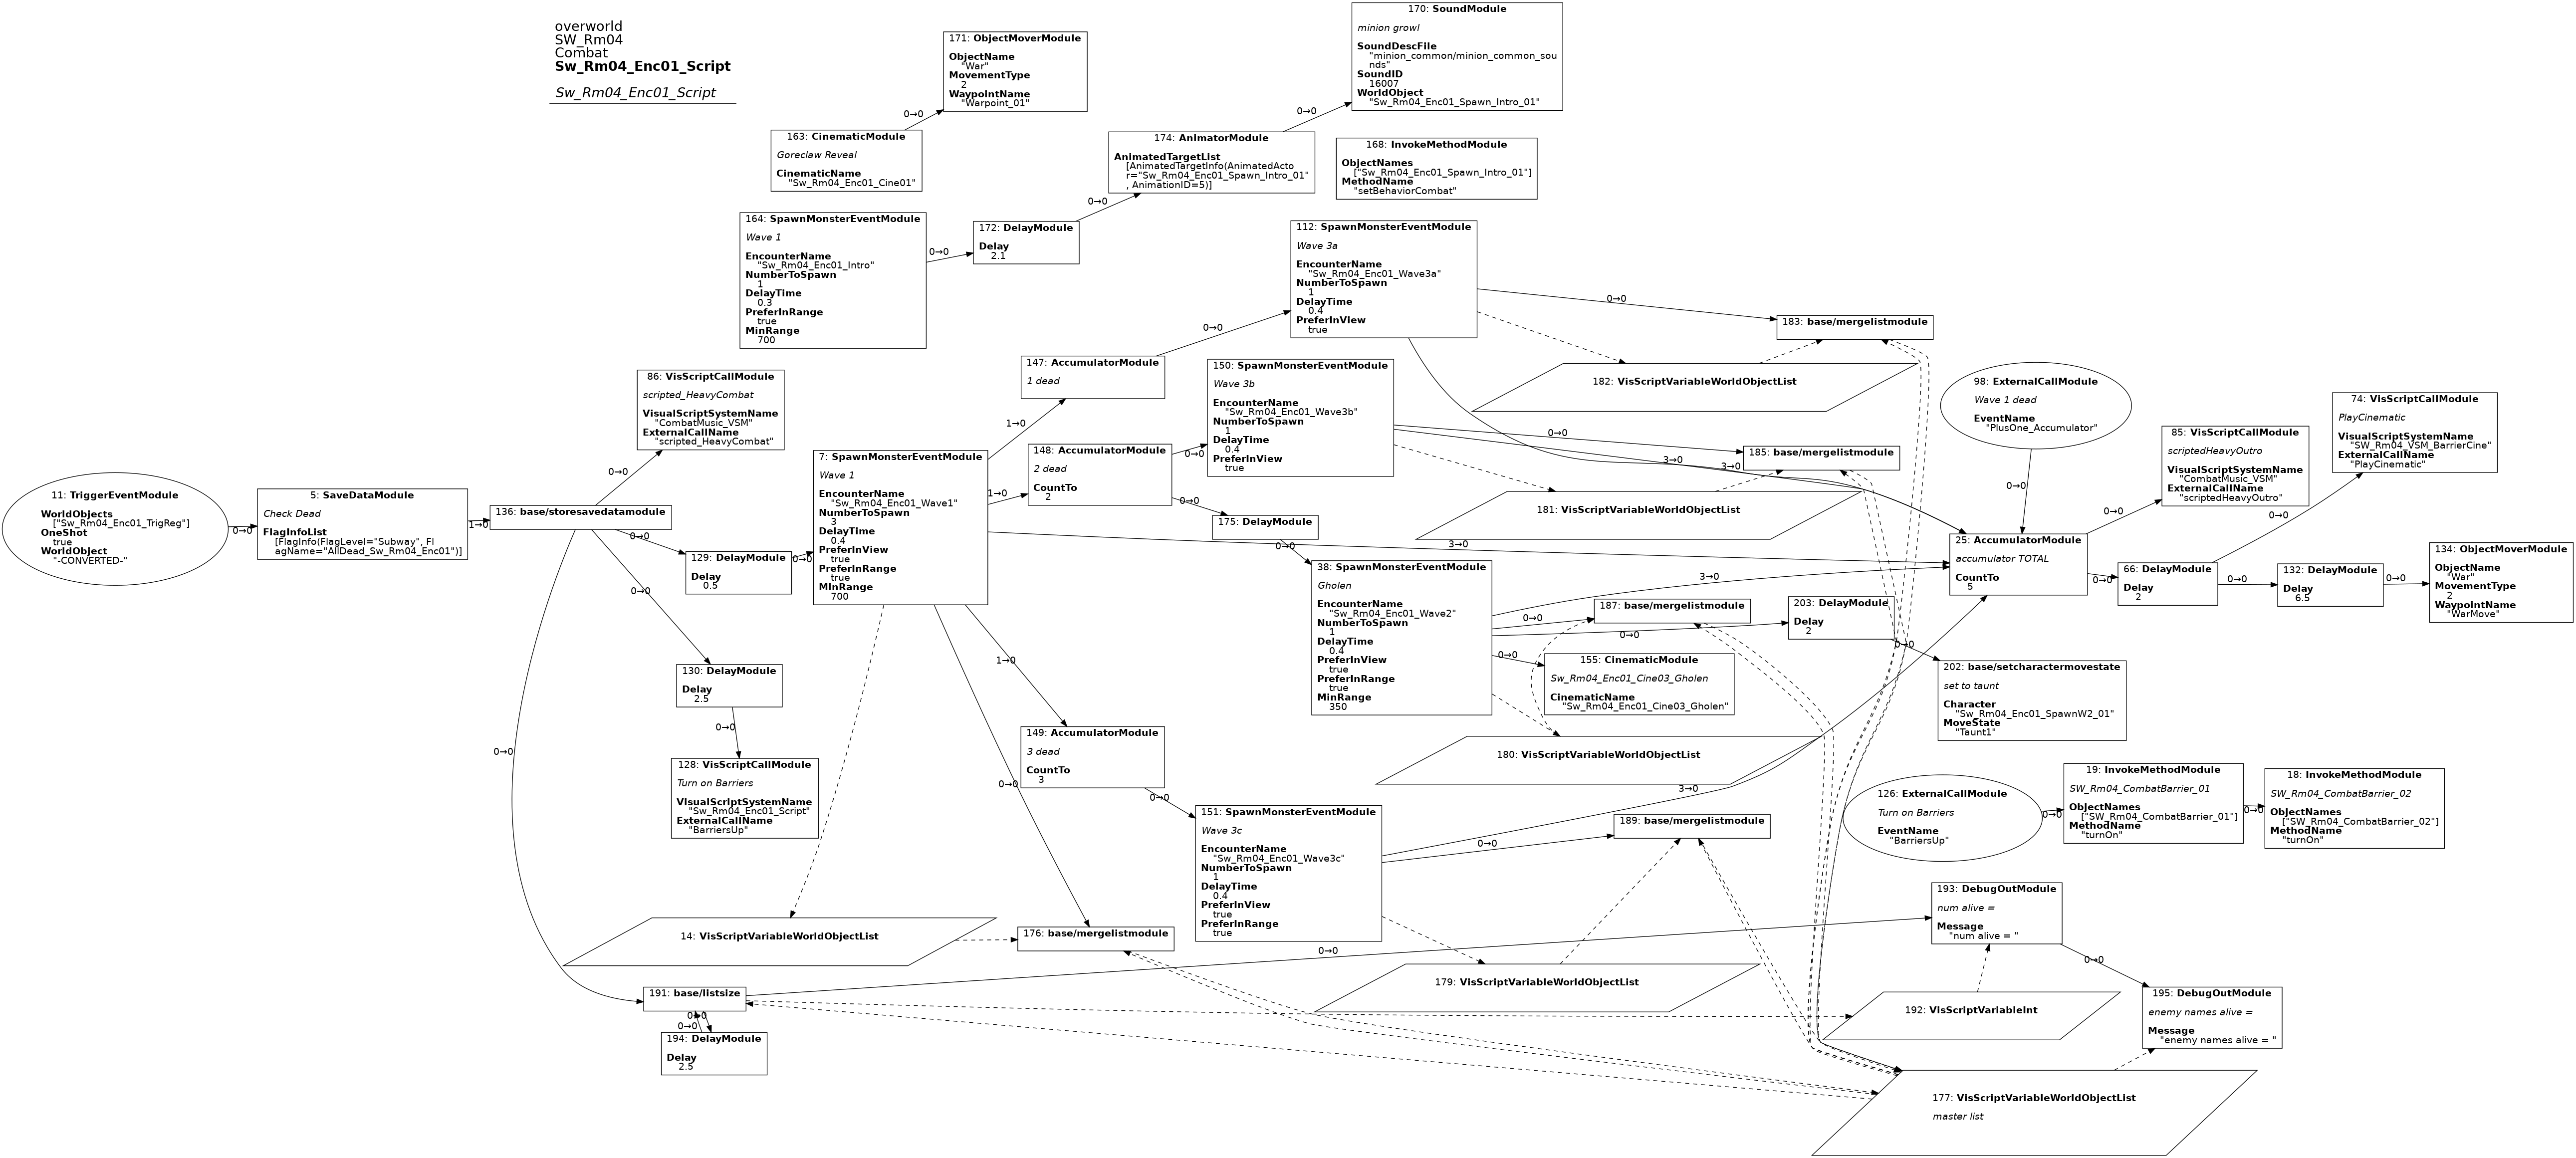 overworld
SW_Rm04
Combat
Sw_Rm04_Enc01_Script
Sw_Rm04_Enc01_Script
170: SoundModule
minion growl
SoundDescFile
"minion_common/minion_common_sou
nds"
SoundID
16007
WorldObject
"Sw_Rm04_Enc01_Spawn_Intro_01"
171: ObjectMoverModule
ObjectName
"War"
MovementType
2
WaypointName
"Warpoint_01"
0→0
0→0
163: CinematicModule
Goreclaw Reveal
CinematicName
"Sw_Rm04_Enc01_Cine01"
174: AnimatorModule
AnimatedTargetList
[AnimatedTargetInfo(AnimatedActo
r="Sw_Rm04_Enc01_Spawn_Intro_01"
, AnimationID=5)]
168: InvokeMethodModule
ObjectNames
["Sw_Rm04_Enc01_Spawn_Intro_01"]
MethodName
"setBehaviorCombat"
0→0
164: SpawnMonsterEventModule
Wave 1
EncounterName
"Sw_Rm04_Enc01_Intro"
NumberToSpawn
1
DelayTime
0.3
PreferInRange
true
MinRange
700
0→0
172: DelayModule
Delay
2.1
112: SpawnMonsterEventModule
Wave 3a
EncounterName
"Sw_Rm04_Enc01_Wave3a"
NumberToSpawn
1
DelayTime
0.4
PreferInView
true
0→0
183: base/mergelistmodule
0→0
147: AccumulatorModule
1 dead
182: VisScriptVariableWorldObjectList
86: VisScriptCallModule
scripted_HeavyCombat
VisualScriptSystemName
"CombatMusic_VSM"
ExternalCallName
"scripted_HeavyCombat"
150: SpawnMonsterEventModule
Wave 3b
EncounterName
"Sw_Rm04_Enc01_Wave3b"
NumberToSpawn
1
DelayTime
0.4
PreferInView
true
98: ExternalCallModule
Wave 1 dead
EventName
"PlusOne_Accumulator"
74: VisScriptCallModule
PlayCinematic
VisualScriptSystemName
"SW_Rm04_VSM_BarrierCine"
ExternalCallName
"PlayCinematic"
85: VisScriptCallModule
scriptedHeavyOutro
VisualScriptSystemName
"CombatMusic_VSM"
ExternalCallName
"scriptedHeavyOutro"
1→0
0→0
0→0
3→0
3→0
185: base/mergelistmodule
148: AccumulatorModule
2 dead
CountTo
2
0→0
1→0
0→0
0→0
0→0
0→0
7: SpawnMonsterEventModule
Wave 1
EncounterName
"Sw_Rm04_Enc01_Wave1"
NumberToSpawn
3
DelayTime
0.4
PreferInView
true
PreferInRange
true
MinRange
700
11: TriggerEventModule
WorldObjects
["Sw_Rm04_Enc01_TrigReg"]
OneShot
true
WorldObject
"-CONVERTED-"
0→0
5: SaveDataModule
Check Dead
FlagInfoList
[FlagInfo(FlagLevel="Subway", Fl
agName="AllDead_Sw_Rm04_Enc01")]
1→0
136: base/storesavedatamodule
0→0
129: DelayModule
Delay
0.5
0→0
175: DelayModule
0→0
181: VisScriptVariableWorldObjectList
3→0
25: AccumulatorModule
accumulator TOTAL
CountTo
5
0→0
66: DelayModule
Delay
2
0→0
132: DelayModule
Delay
6.5
0→0
134: ObjectMoverModule
ObjectName
"War"
MovementType
2
WaypointName
"WarMove"
0→0
38: SpawnMonsterEventModule
Gholen
EncounterName
"Sw_Rm04_Enc01_Wave2"
NumberToSpawn
1
DelayTime
0.4
PreferInView
true
PreferInRange
true
MinRange
350
3→0
0→0
0→0
0→0
187: base/mergelistmodule
203: DelayModule
Delay
2
0→0
155: CinematicModule
Sw_Rm04_Enc01_Cine03_Gholen
CinematicName
"Sw_Rm04_Enc01_Cine03_Gholen"
202: base/setcharactermovestate
set to taunt
Character
"Sw_Rm04_Enc01_SpawnW2_01"
MoveState
"Taunt1"
130: DelayModule
Delay
2.5
1→0
0→0
0→0
149: AccumulatorModule
3 dead
CountTo
3
180: VisScriptVariableWorldObjectList
128: VisScriptCallModule
Turn on Barriers
VisualScriptSystemName
"Sw_Rm04_Enc01_Script"
ExternalCallName
"BarriersUp"
0→0
0→0
3→0
151: SpawnMonsterEventModule
Wave 3c
EncounterName
"Sw_Rm04_Enc01_Wave3c"
NumberToSpawn
1
DelayTime
0.4
PreferInView
true
PreferInRange
true
0→0
189: base/mergelistmodule
126: ExternalCallModule
Turn on Barriers
EventName
"BarriersUp"
0→0
19: InvokeMethodModule
SW_Rm04_CombatBarrier_01
ObjectNames
["SW_Rm04_CombatBarrier_01"]
MethodName
"turnOn"
0→0
18: InvokeMethodModule
SW_Rm04_CombatBarrier_02
ObjectNames
["SW_Rm04_CombatBarrier_02"]
MethodName
"turnOn"
193: DebugOutModule
num alive =
Message
"num alive = "
14: VisScriptVariableWorldObjectList
176: base/mergelistmodule
0→0
0→0
179: VisScriptVariableWorldObjectList
191: base/listsize
0→0
0→0
194: DelayModule
Delay
2.5
192: VisScriptVariableInt
195: DebugOutModule
enemy names alive =
Message
"enemy names alive = "
177: VisScriptVariableWorldObjectList
master list